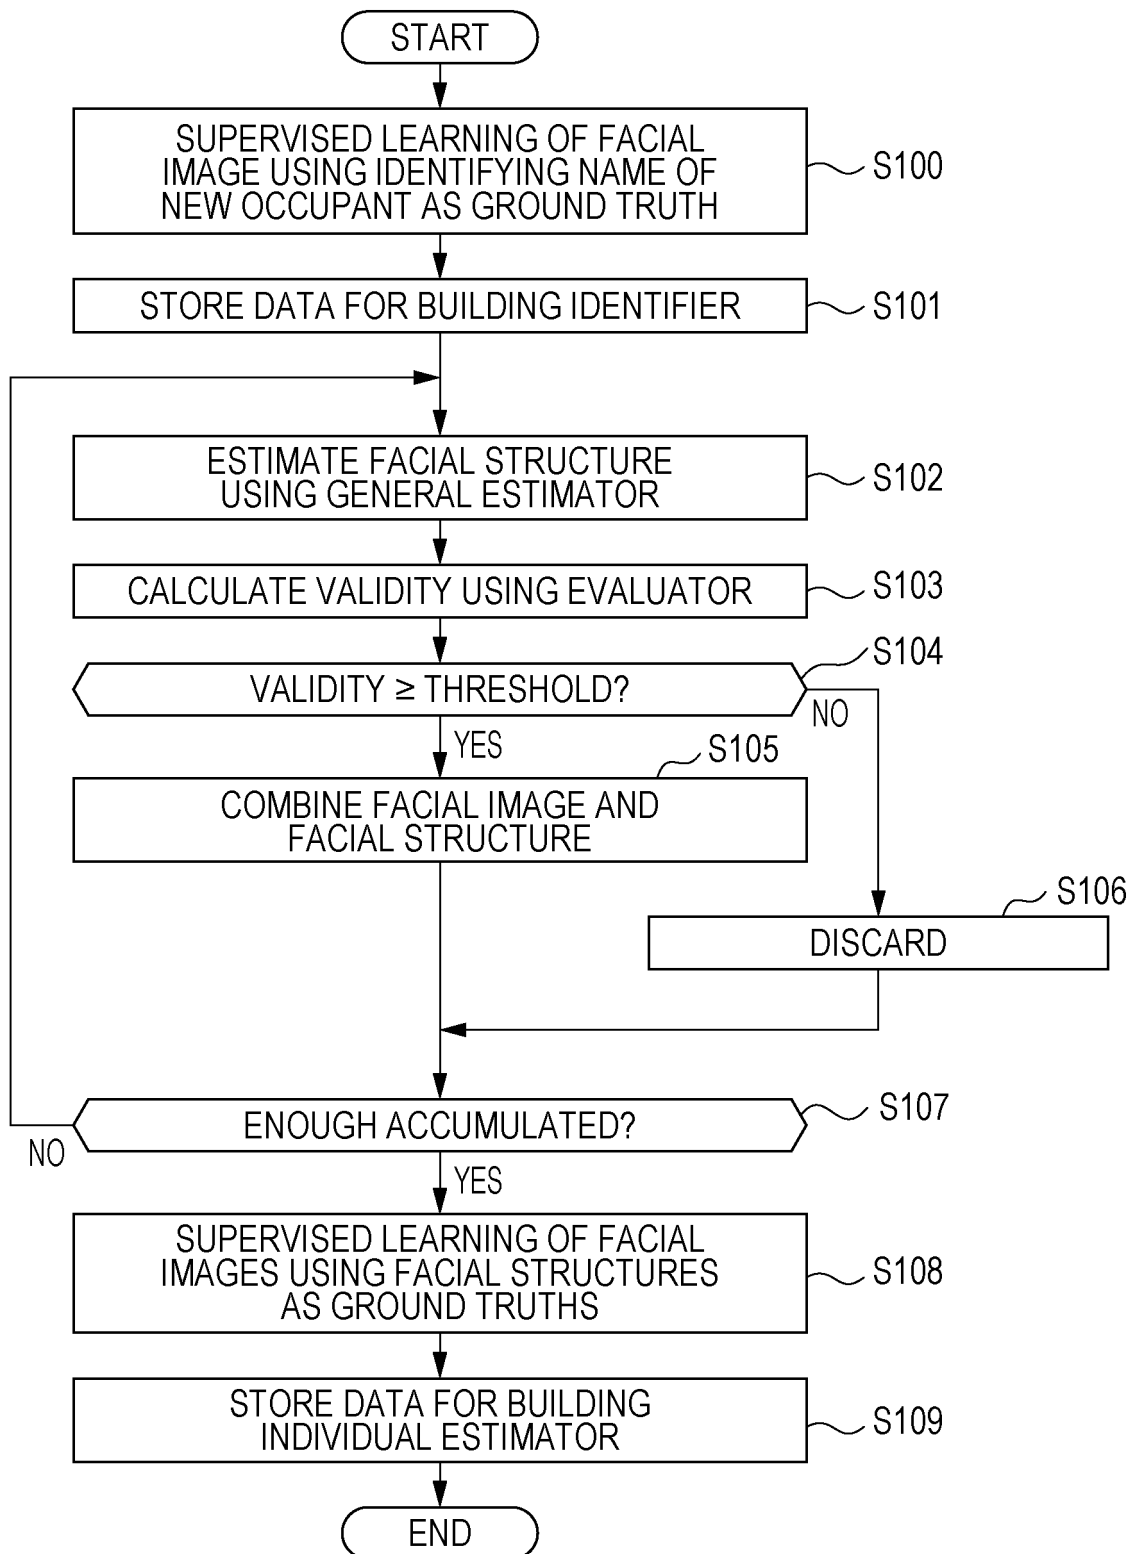 START
SUPERVISED LEARNING OF FACIAL
IMAGE USING IDENTIFYING NAME OF
NEW OCCUPANT AS GROUND TRUTH
S100
STORE DATA FOR BUILDING IDENTIFIER
S101
ESTIMATE FACIAL STRUCTURE
USING GENERAL ESTIMATOR
S102
CALCULATE VALIDITY USING EVALUATOR
S103
S104
VALIDITY ≥ THRESHOLD?
NO
YES
S105
COMBINE FACIAL IMAGE AND
FACIAL STRUCTURE
S106
DISCARD
S107
ENOUGH ACCUMULATED?
NO
YES
SUPERVISED LEARNING OF FACIAL
IMAGES USING FACIAL STRUCTURES
AS GROUND TRUTHS
S108
STORE DATA FOR BUILDING
INDIVIDUAL ESTIMATOR
S109
END